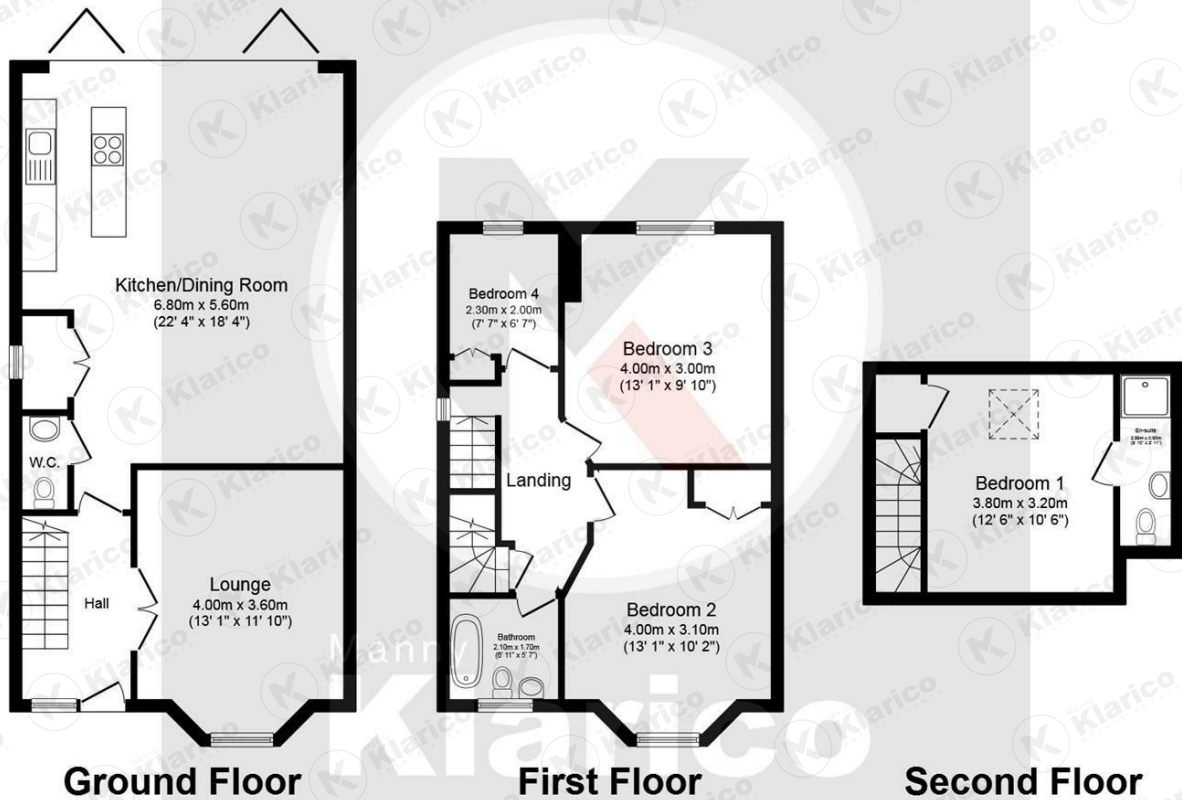 Kitchen/Dining Room
6.80m x 5.60m
(22' 4" x 18' 4")
W.C.
Hall
Lounge
4.00m x 3.60m
(13' 1" x 11' 10")
Ground Floor
Bedroom 4
2.30m x 2.00m
(7' 7" x 6' 7")
Bedroom 3
4.00m x 3.00m
(13' 1" x 9' 10")
Landing
Bedroom 2
4.00m x 3.10m
(13' 1" x 10' 2")
Bathroom
2.10m x 1.70m
(6' 11" x 5' 7")
First Floor
Bedroom 1
3.80m x 3.20m
(12' 6" x 10' 6")
En-suite
Second Floor
Manny
Klarico